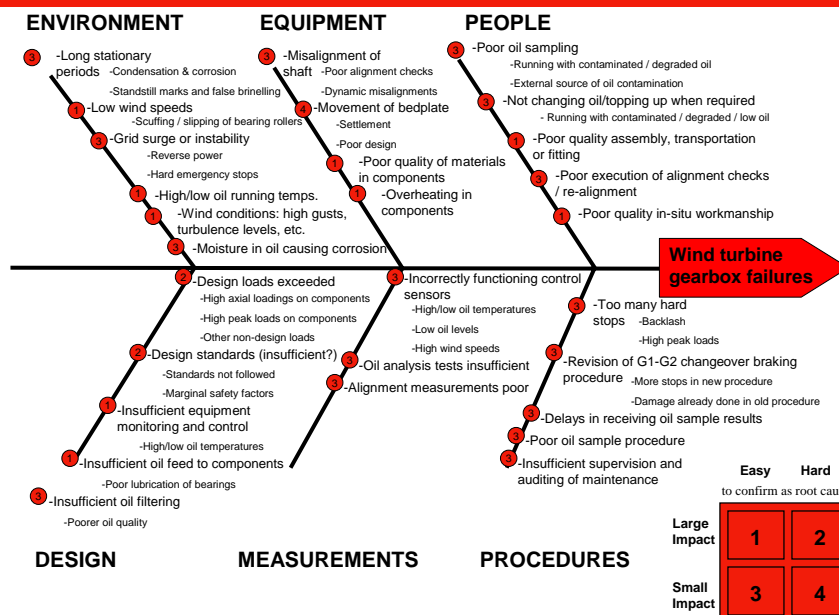 ENVIRONMENT
3 -Long stationary
periods
-Condensation & corrosion
-Standstill marks and false brinelling
1 -Low wind speeds
-Scuffing / slipping of bearing rollers
3 -Grid surge or instability
-Reverse power
-Hard emergency stops
1 -High/low oil running temps.
1 -Wind conditions: high gusts,
turbulence levels, etc.
3 -Moisture in oil causing corrosion
EQUIPMENT
3 -Misalignment of
shaft
-Poor alignment checks
-Dynamic misalignments
4 -Movement of bedplate
-Settlement
-Poor design
1 -Poor quality of materials
in components
1 -Overheating in
components
PEOPLE
3 -Poor oil sampling
-Running with contaminated / degraded oil
-External source of oil contamination
3 -Not changing oil/topping up when required
- Running with contaminated / degraded / low oil
1 -Poor quality assembly, transportation
or fitting
3 -Poor execution of alignment checks
/ re-alignment
1 -Poor quality in-situ workmanship
Wind turbine
gearbox failures
2 -Design loads exceeded
-High axial loadings on components
-High peak loads on components
-Other non-design loads
2 -Design standards (insufficient?)
-Standards not followed
-Marginal safety factors
1 -Insufficient equipment
monitoring and control
-High/low oil temperatures
1 -Insufficient oil feed to components
-Poor lubrication of bearings
3 -Insufficient oil filtering
-Poorer oil quality
DESIGN
3 -Incorrectly functioning control
sensors
-High/low oil temperatures
-Low oil levels
-High wind speeds
3 -Oil analysis tests insufficient
3 -Alignment measurements poor
MEASUREMENTS
3 -Too many hard
stops
-Backlash
-High peak loads
3 -Revision of G1-G2 changeover braking
procedure
-More stops in new procedure
-Damage already done in old procedure
3 -Delays in receiving oil sample results
3 -Poor oil sample procedure
3 -Insufficient supervision and
auditing of maintenance
PROCEDURES
Easy Hard
to confirm as root cau
Large
Impact
1 2
Small
Impact
3 4